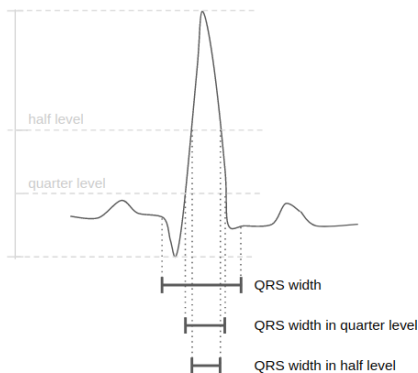 half level
quarter level
QRS width
QRS width in quarter level
QRS width in half level